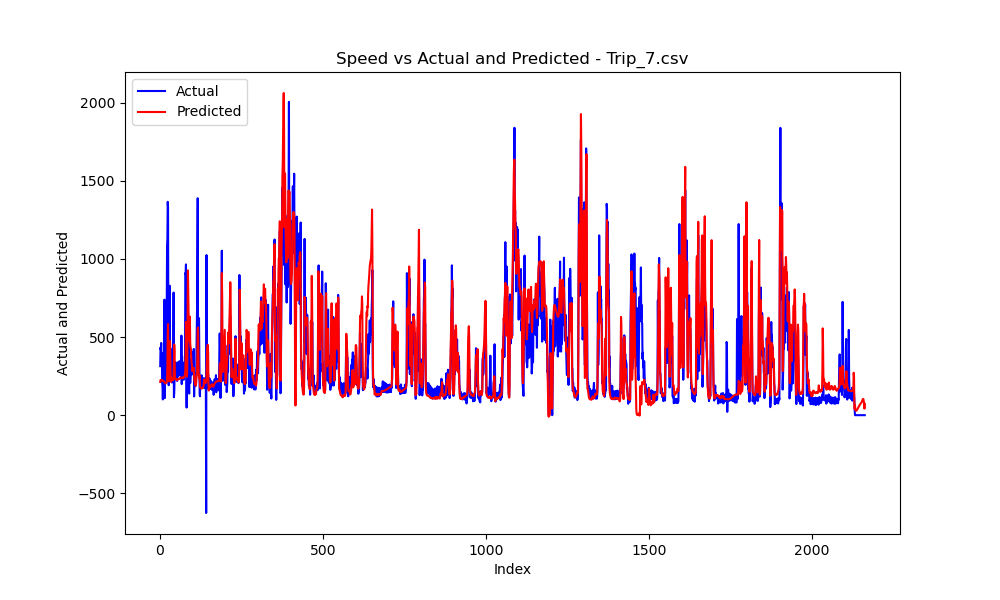 Speed vs Actual and Predicted - Trip_7.csv
Actual
Predicted
2000
1500
1000
500
0
−500
Actual and Predicted
0 500 1000 1500 2000
Index